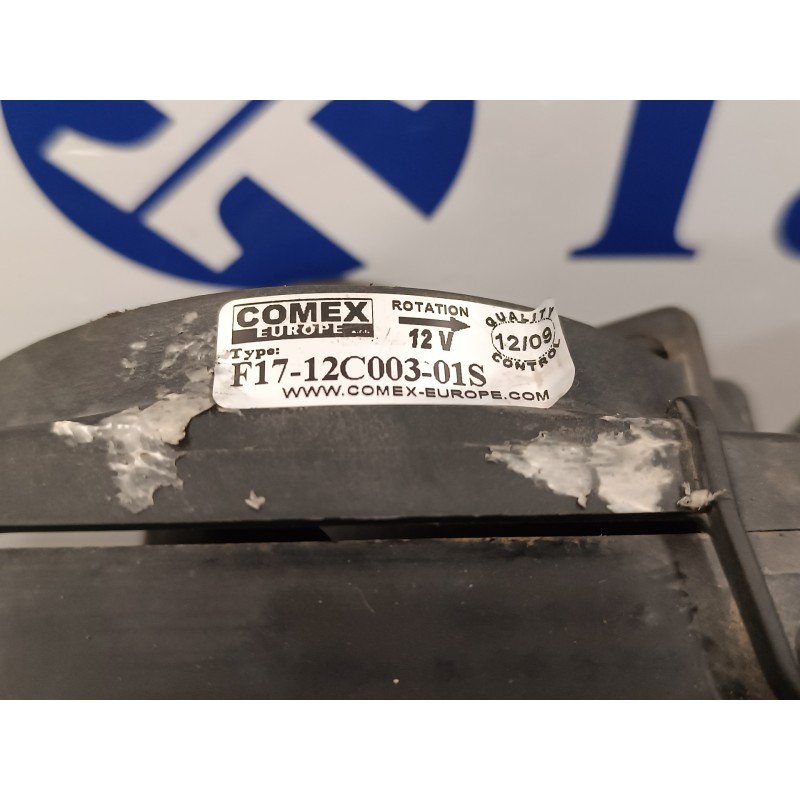 COMEX
EUROPE
ROTATION
12 V
QUALITY
12/09
CONTROL
Type:
F17-12C003-01S
WWW.COMEX-EUROPE.COM